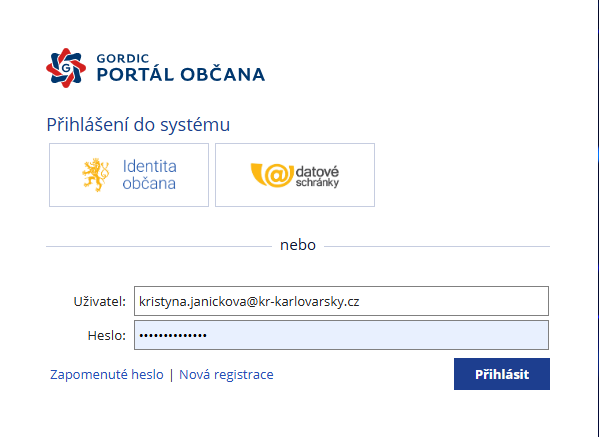 GORDIC
PORTÁL OBČANA
Přihlášení do systému
Identita
občana
@datové
schránky
nebo
Uživatel: kristyna.janickova@kr-karlovarsky.cz
Heslo: ••••••••••••••
Zapomenuté heslo | Nová registrace
Přihlásit